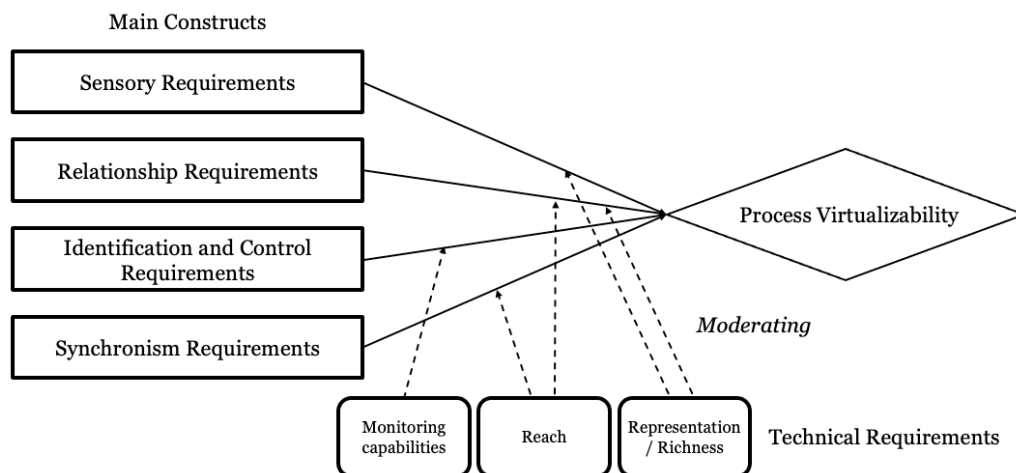 Main Constructs
Sensory Requirements
Relationship Requirements
Identification and Control
Requirements
Synchronism Requirements
Process Virtualizability
Moderating
Monitoring
capabilities
Reach
Representation
/ Richness
Technical Requirements